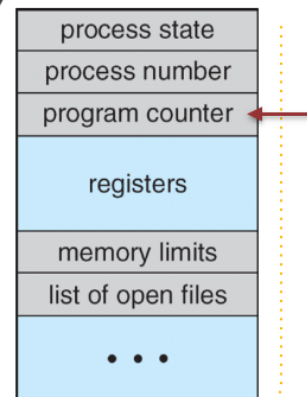 process state
process number
program counter
registers
memory limits
list of open files
• • •